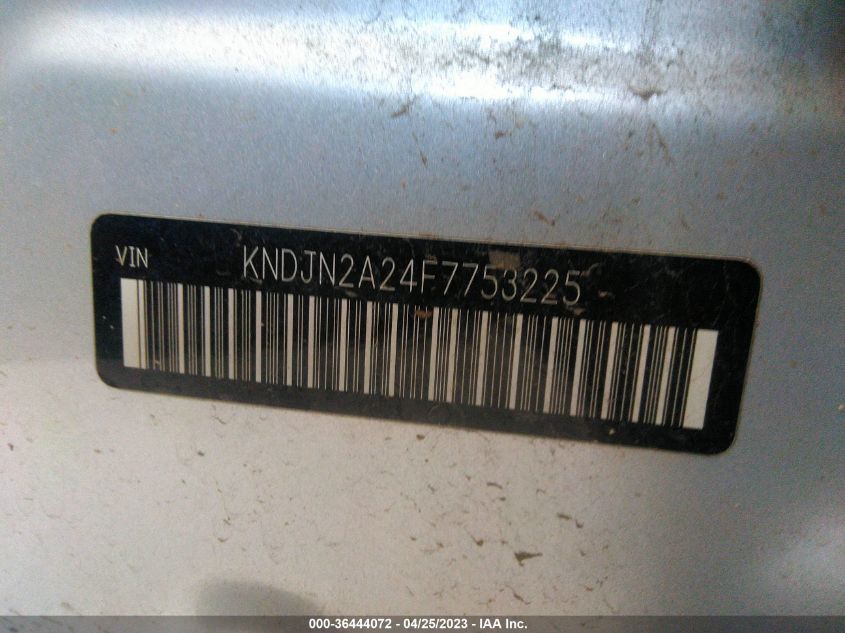 VIN KNDJN2A24F7753225
000-36444072 - 04/25/2023 - IAA Inc.